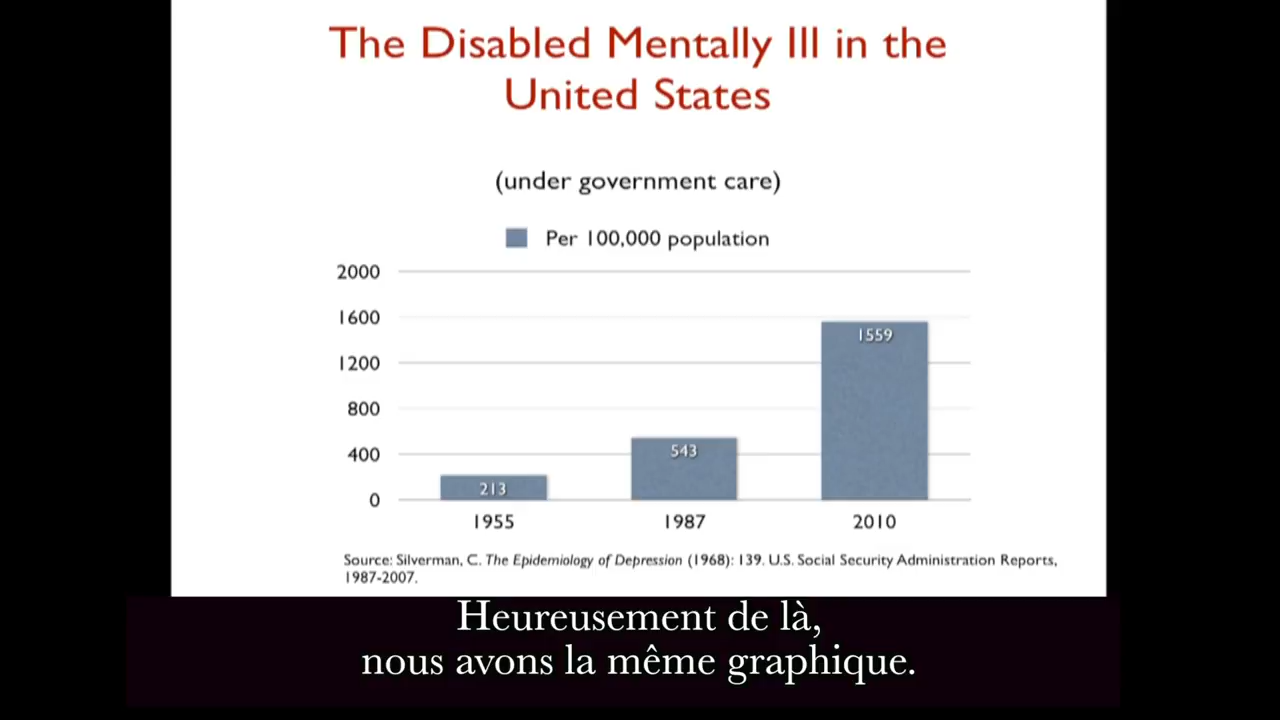 The Disabled Mentally Ill in the
United States
(under government care)
Per 100,000 population
2000
1600
1200
800
400
0
213
543
1559
1955
1987
2010
Source: Silverman, C. The Epidemiology of Depression (1968): 139. U.S. Social Security Administration Reports,
1987-2007.
Heureusement de là,
nous avons la même graphique.